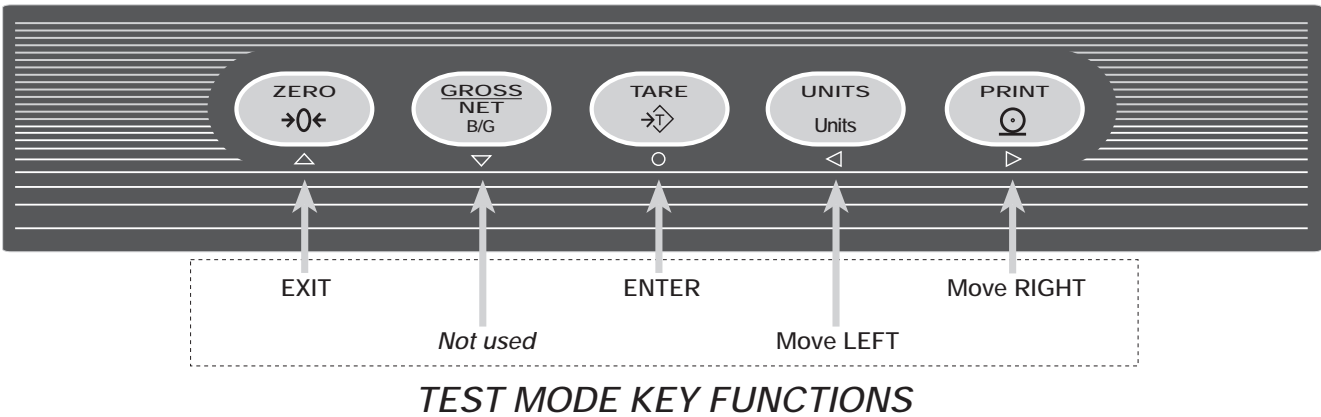 ZERO GROSS TARE UNITS PRINT
→0← NET →T← Units
B/G
EXIT ENTER Move RIGHT
Not used Move LEFT
TEST MODE KEY FUNCTIONS